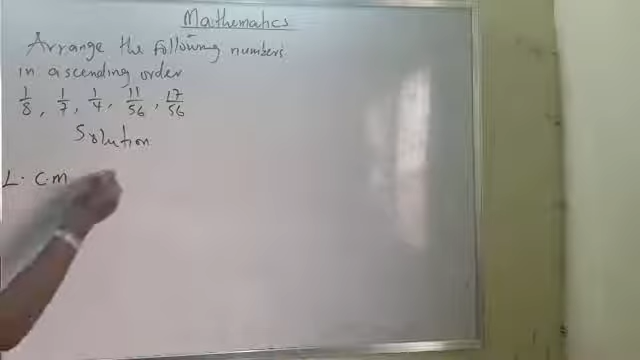 Mathematics
Arrange the following numbers
in ascending order
1/8, 1/7, 1/4, 11/56, 17/56
Solution
L.C.M